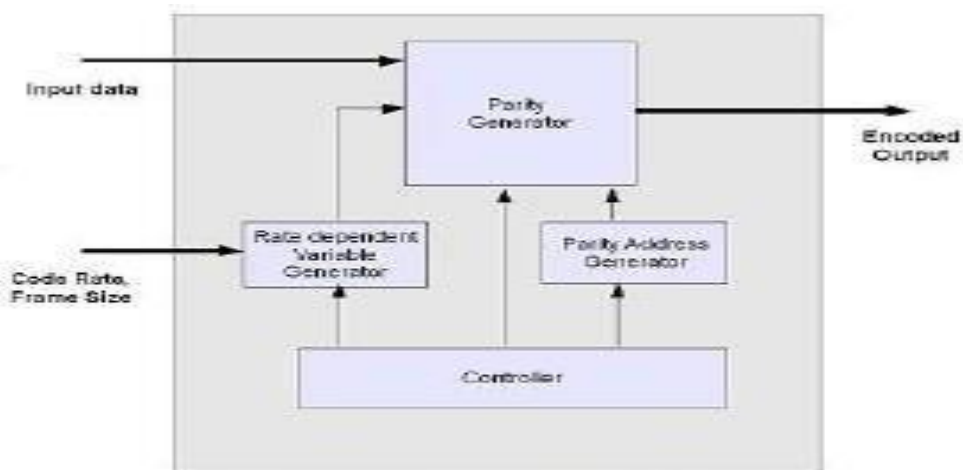 Input data
Parity
Generator
Encoded
Output
Rate dependent
Variable
Generator
Parity Address
Generator
Code Rate,
Frame Size
Controller